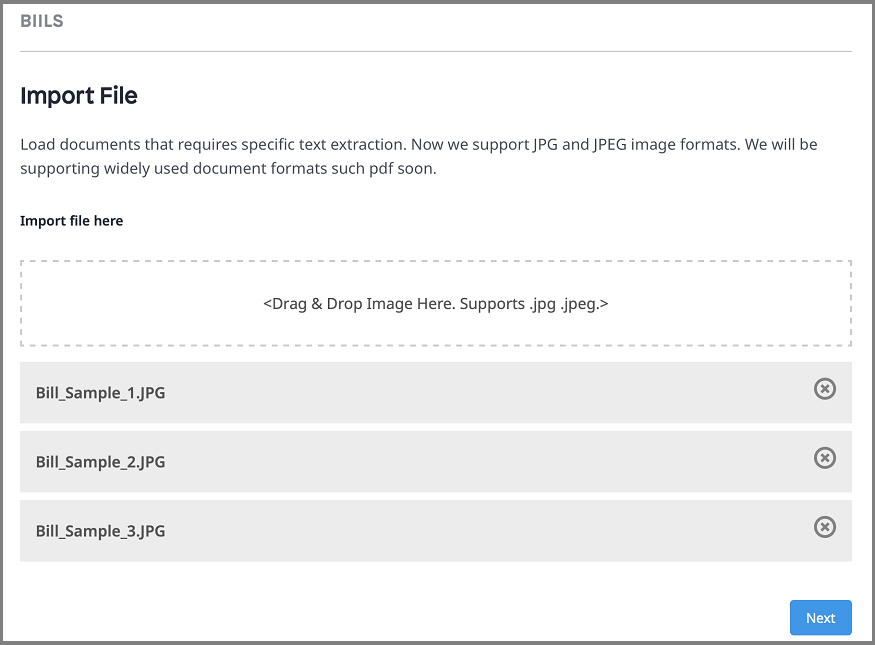 BIILS
Import File
Load documents that requires specific text extraction. Now we support JPG and JPEG image formats. We will be
supporting widely used document formats such pdf soon.
Import file here
<Drag & Drop Image Here. Supports .jpg .jpeg.>
Bill_Sample_1.JPG
Bill_Sample_2.JPG
Bill_Sample_3.JPG
Next